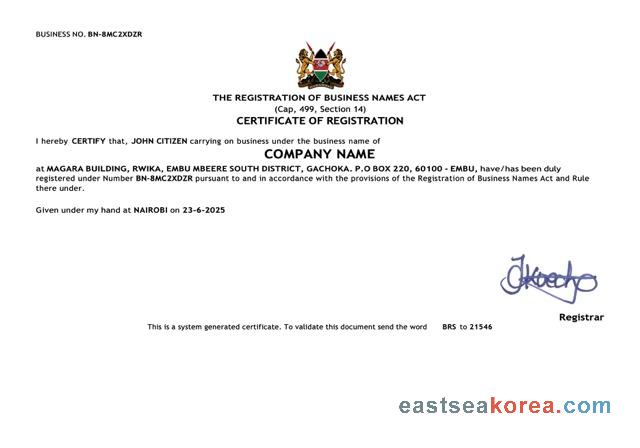 BUSINESS NO. BN-8MC2XDZR
THE REGISTRATION OF BUSINESS NAMES ACT
(Cap, 499, Section 14)
CERTIFICATE OF REGISTRATION
I hereby CERTIFY that, JOHN CITIZEN carrying on business under the business name of
COMPANY NAME
at MAGARA BUILDING, RWIKA, EMBU MBEERE SOUTH DISTRICT, GACHOKA. P.O BOX 220, 60100 - EMBU, have/has been duly
registered under Number BN-8MC2XDZR pursuant to and in accordance with the provisions of the Registration of Business Names Act and Rule
there under.
Given under my hand at NAIROBI on 23-6-2025
Registrar
This is a system generated certificate. To validate this document send the word BRS to 21546
eastseakorea.com